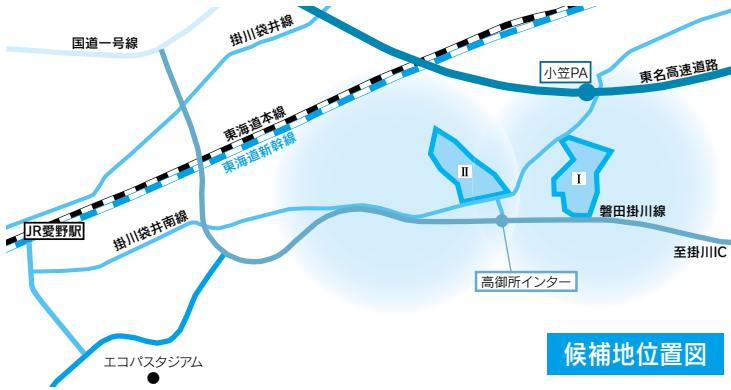 国道一号線
掛川袋井線
小笠PA
東名高速道路
東海道本線
東海道新幹線
Ⅱ
Ⅰ
磐田掛川線
JR愛野駅
掛川袋井南線
至掛川IC
高御所インター
エコパスタジアム
候補地位置図